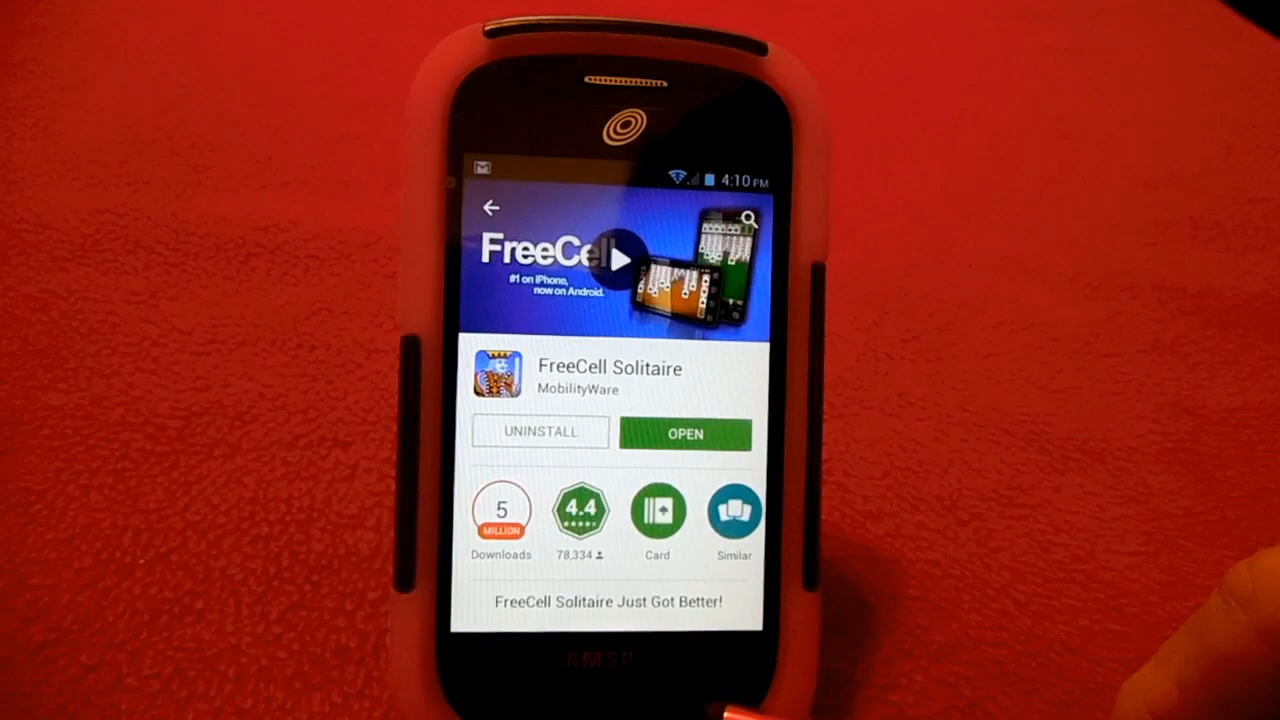 4:10 PM
FreeCell
#1 on iPhone,
now on Android.
FreeCell Solitaire
MobilityWare
UNINSTALL
OPEN
5
MILLION
4.4
Downloads
78,334
Card
Similar
FreeCell Solitaire Just Got Better!